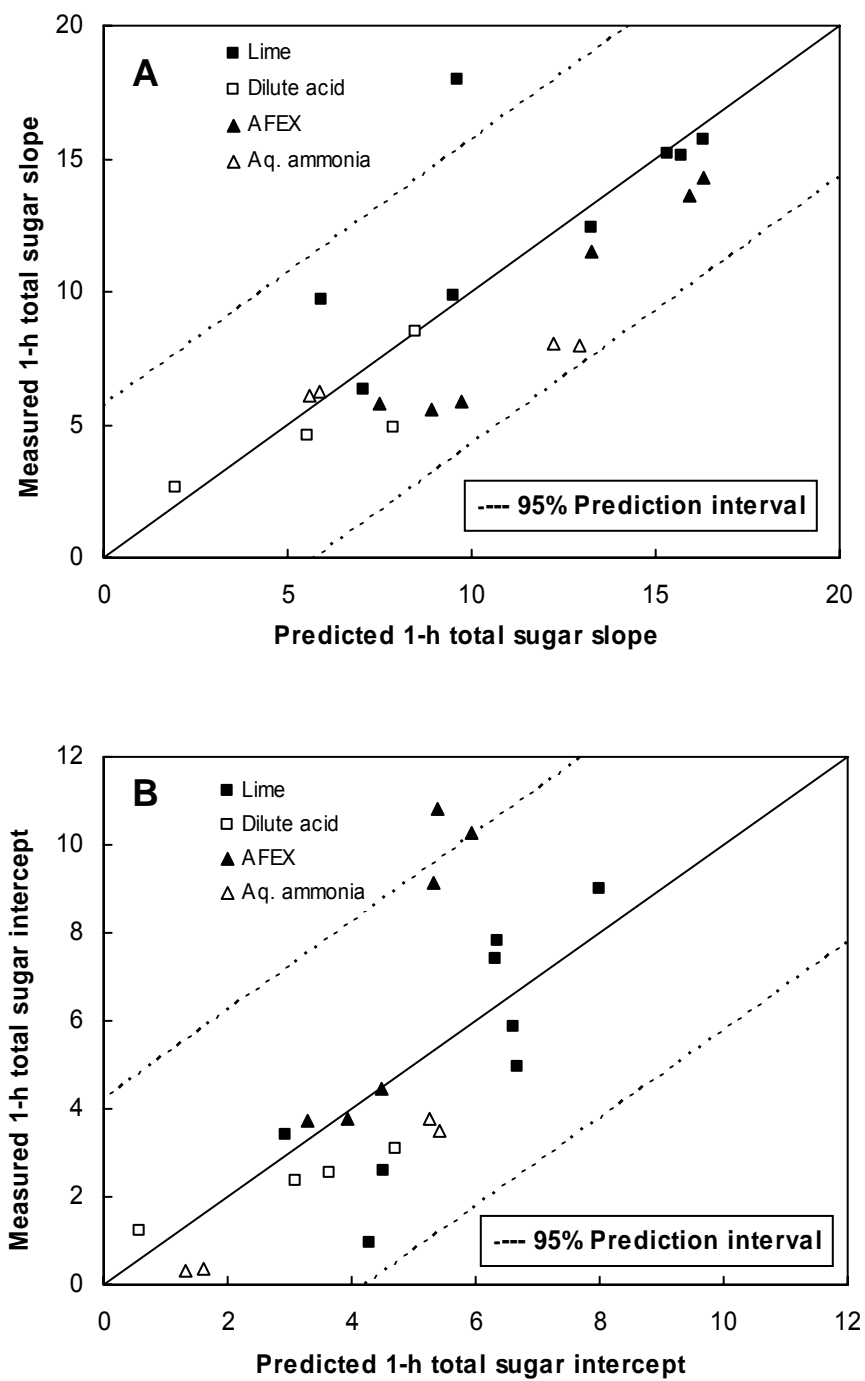 20
A
Lime
Dilute acid
AFEX
Aq. ammonia
15
10
5
0
Measured 1-h total sugar slope
95% Prediction interval
0 5 10 15 20
Predicted 1-h total sugar slope
12
B
Lime
Dilute acid
AFEX
Aq. ammonia
10
8
6
4
2
0
Measured 1-h total sugar intercept
95% Prediction interval
0 2 4 6 8 10 12
Predicted 1-h total sugar intercept